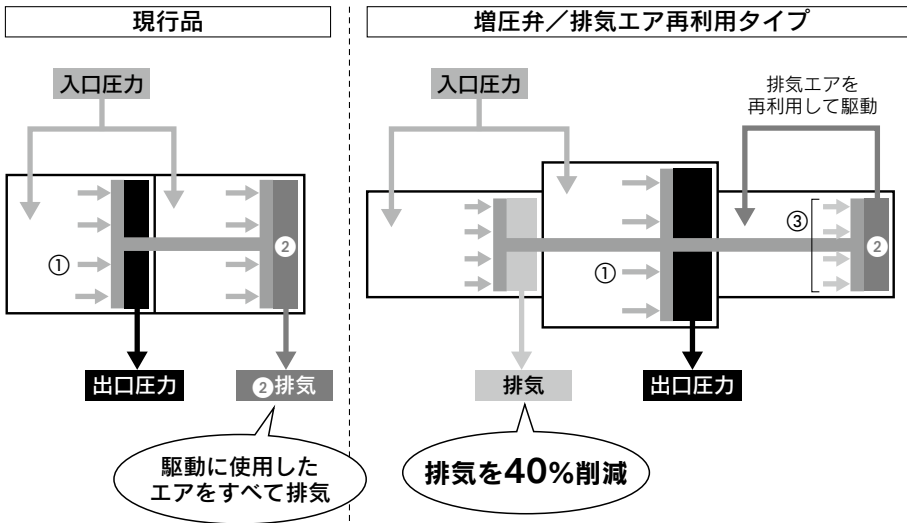 現行品
入口圧力
①
②
出口圧力
②排気
駆動に使用した
エアをすべて排気
増圧弁／排気エア再利用タイプ
入口圧力
排気エアを
再利用して駆動
①
③
②
排気
出口圧力
排気を40%削減